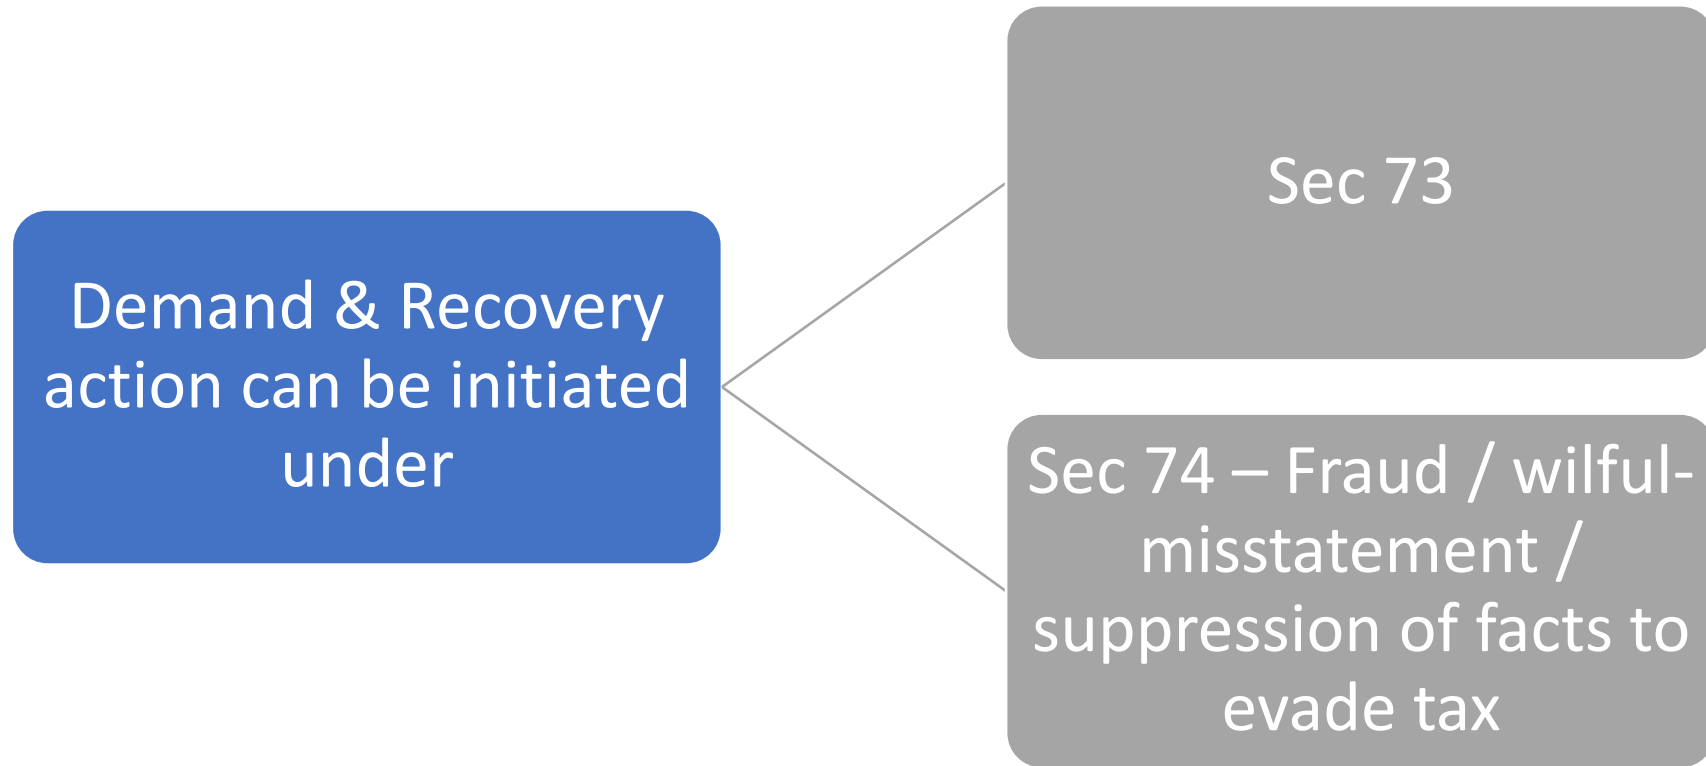 Demand & Recovery
action can be initiated
under
Sec 73
Sec 74 – Fraud / wilful-
misstatement /
suppression of facts to
evade tax